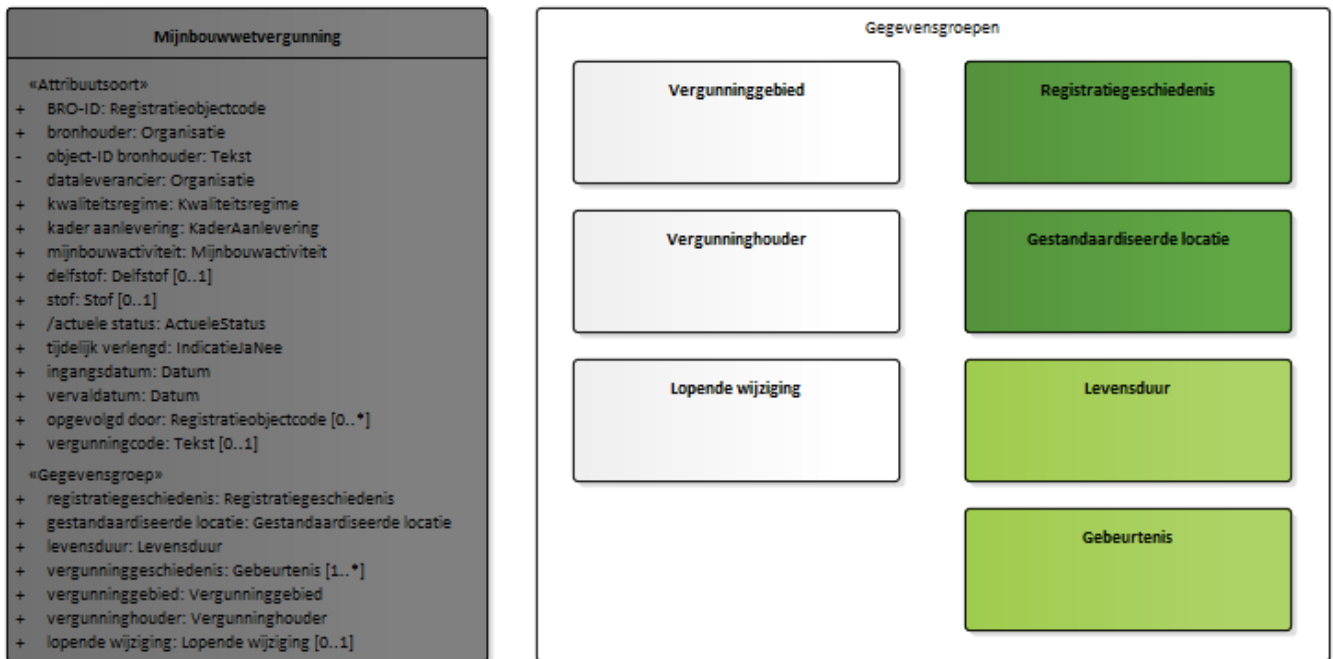 Mijnbouwwetvergunning
«Attribuutsoort»
+ BRO-ID: Registratieobjectcode
+ bronhouder: Organisatie
- object-ID bronhouder: Tekst
- dataleverancier: Organisatie
+ kwaliteitsregime: Kwaliteitsregime
+ kader aanlevering: KaderAanlevering
+ mijnbouwactiviteit: Mijnbouwactiviteit
+ delfstof: Delfstof [0..1]
+ stof: Stof [0..1]
+ /actuele status: ActueleStatus
+ tijdelijk verlengd: IndicatieJaNee
+ ingangsdatum: Datum
+ vervaldatum: Datum
+ opgevolgd door: Registratieobjectcode [0..*]
+ vergunningcode: Tekst [0..1]
«Gegevensgroep»
+ registratiegeschiedenis: Registratiegeschiedenis
+ gestandaardiseerde locatie: Gestandaardiseerde locatie
+ levensduur: Levensduur
+ vergunninggeschiedenis: Gebeurtenis [1..*]
+ vergunninggebied: Vergunninggebied
+ vergunninghouder: Vergunninghouder
+ lopende wijziging: Lopende wijziging [0..1]
Gegevensgroepen
Vergunninggebied
Registratiegeschiedenis
Vergunninghouder
Gestandaardiseerde locatie
Lopende wijziging
Levensduur
Gebeurtenis